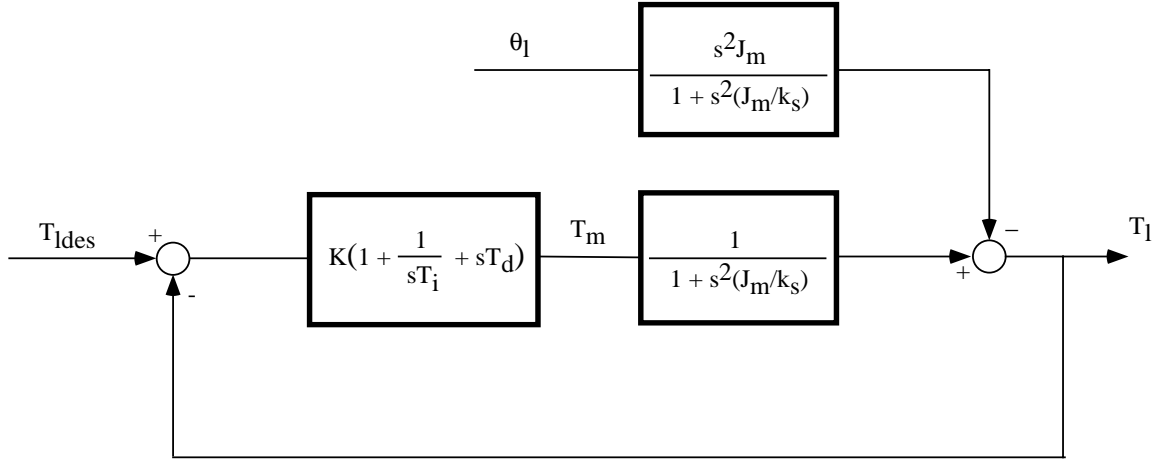 θl
s2Jm
1 + s2(Jm/ks)
Tldes
+
-
K(1 + 1/sTi + sTd)
Tm
1
1 + s2(Jm/ks)
+
−
Tl